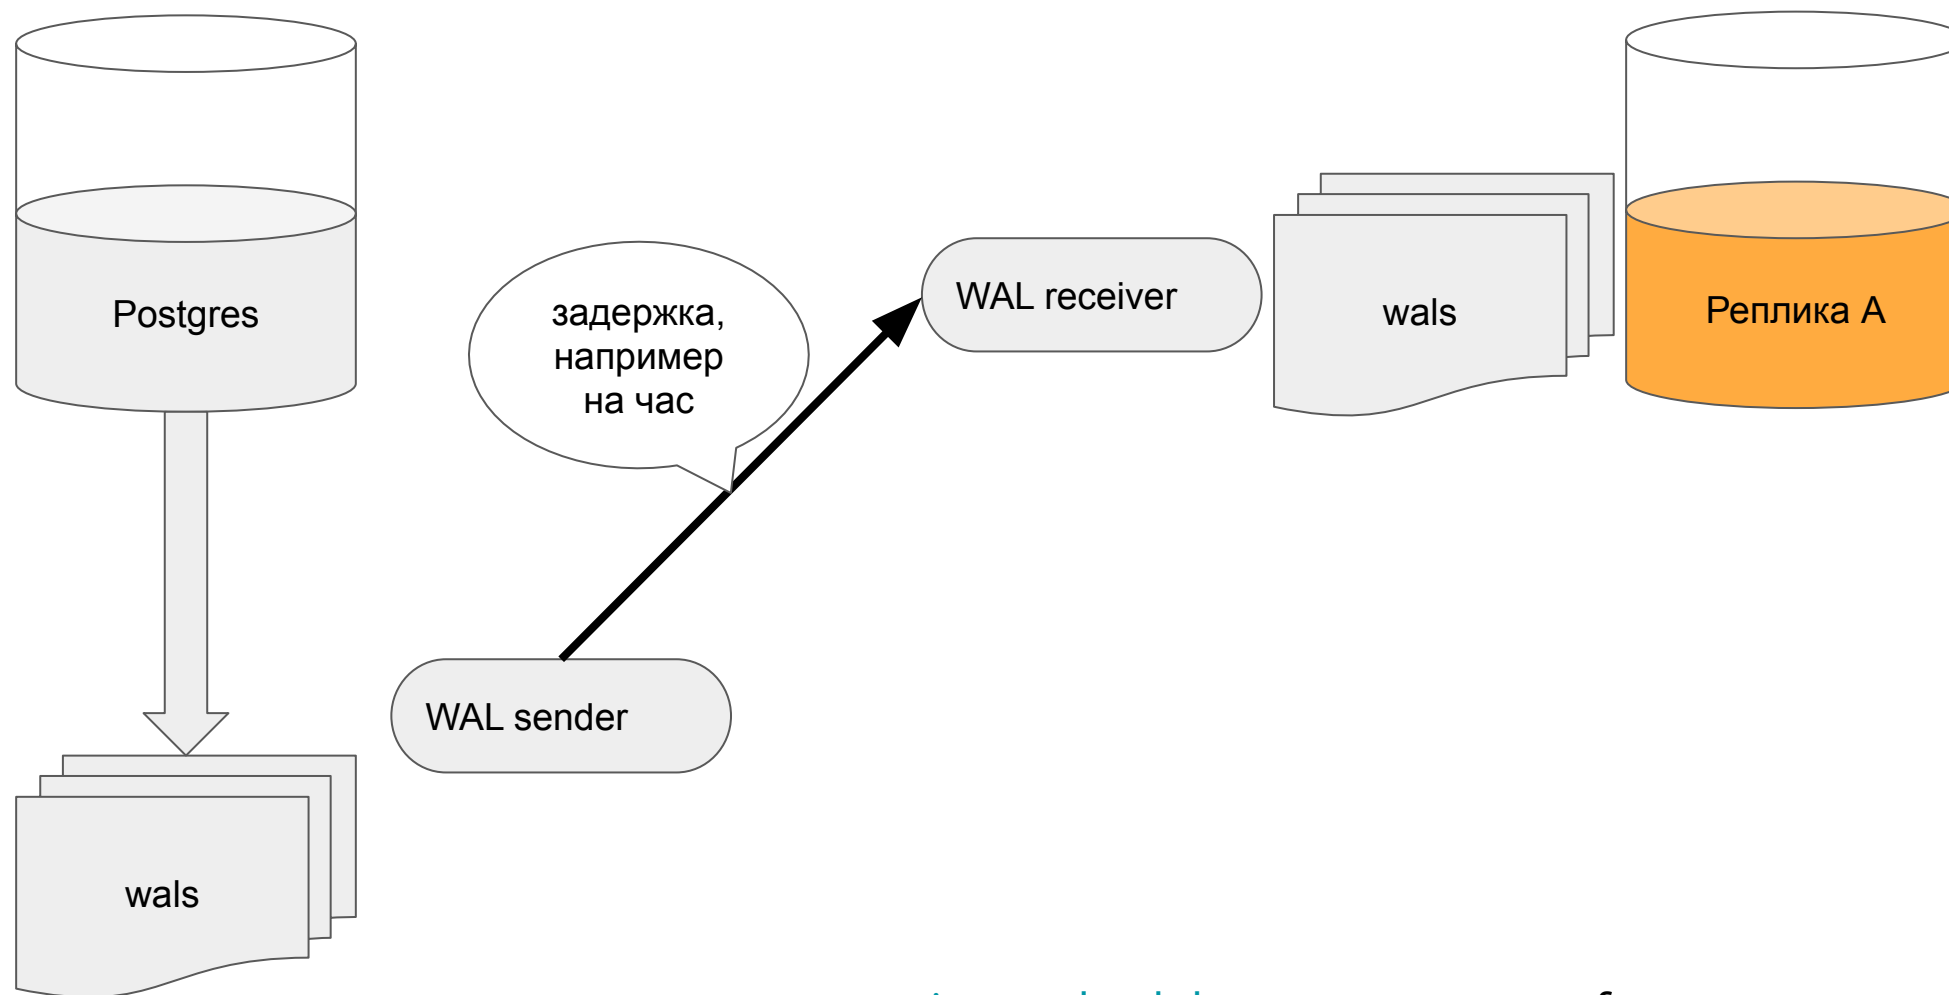 Postgres
задержка,
например
на час
WAL receiver
wals
Реплика А
WAL sender
wals